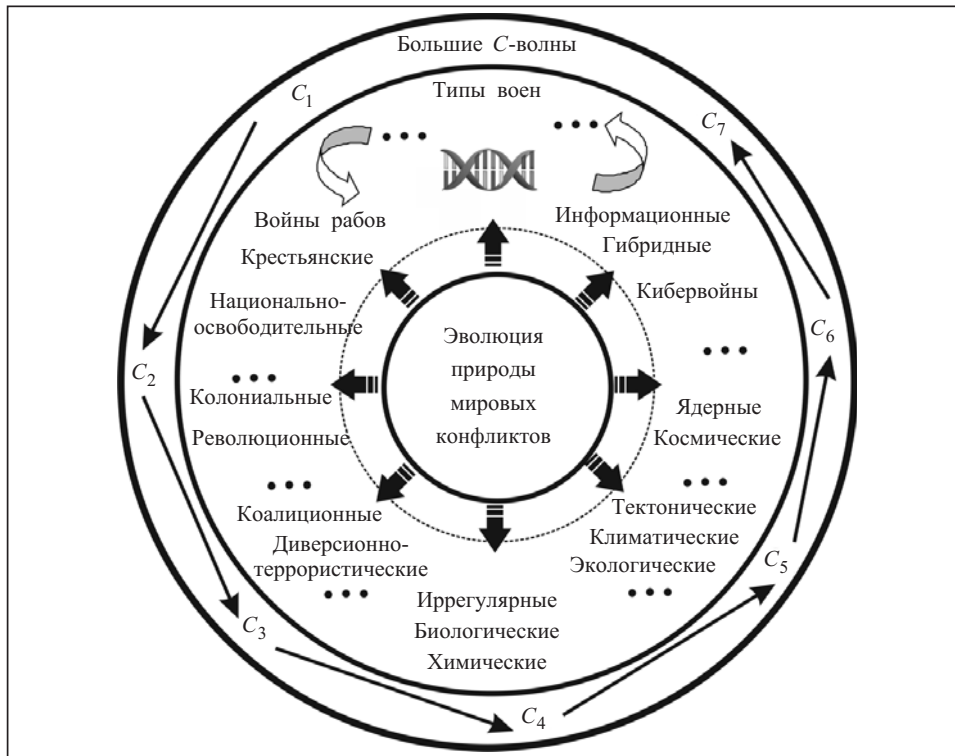 Большие C-волны
C₁
Типы воен
C₇
• • •
• • •
Войны рабов
Информационные
Крестьянские
Гибридные
Национально-
освободительные
Кибервойны
Эволюция
природы
мировых
конфликтов
C₂
C₆
• • •
• • •
Колониальные
Ядерные
Революционные
Космические
• • •
• • •
Коалиционные
Тектонические
Диверсионно-
террористические
Климатические
Экологические
• • •
• • •
C₃
C₅
Иррегулярные
Биологические
Химические
C₄